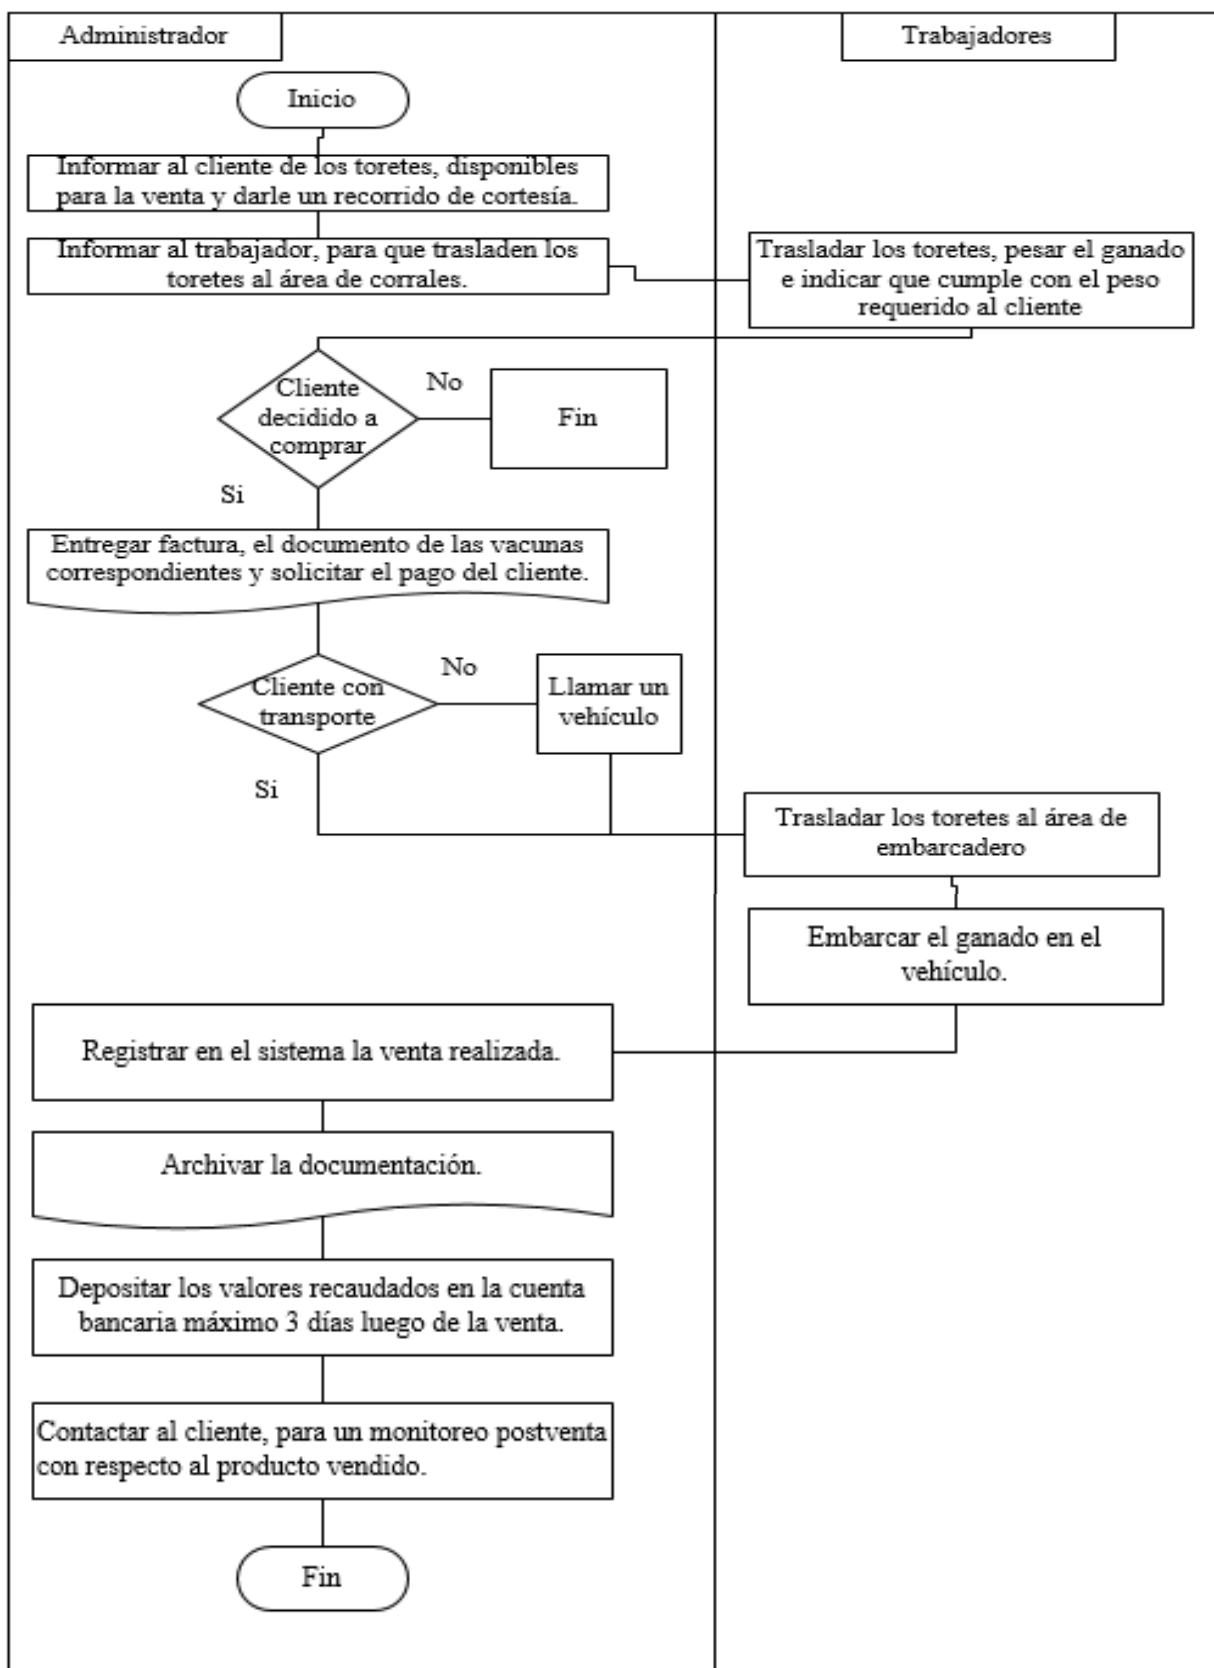 Administrador
Trabajadores
Inicio
Informar al cliente de los toretes, disponibles
para la venta y darle un recorrido de cortesía.
Informar al trabajador, para que trasladen los
toretes al área de corrales.
Trasladar los toretes, pesar el ganado
e indicar que cumple con el peso
requerido al cliente
Cliente
decidido a
comprar
No
Fin
Si
Entregar factura, el documento de las vacunas
correspondientes y solicitar el pago del cliente.
Cliente con
transporte
No
Llamar un
vehículo
Si
Trasladar los toretes al área de
embarcadero
Embarcar el ganado en el
vehículo.
Registrar en el sistema la venta realizada.
Archivar la documentación.
Depositar los valores recaudados en la cuenta
bancaria máximo 3 días luego de la venta.
Contactar al cliente, para un monitoreo postventa
con respecto al producto vendido.
Fin